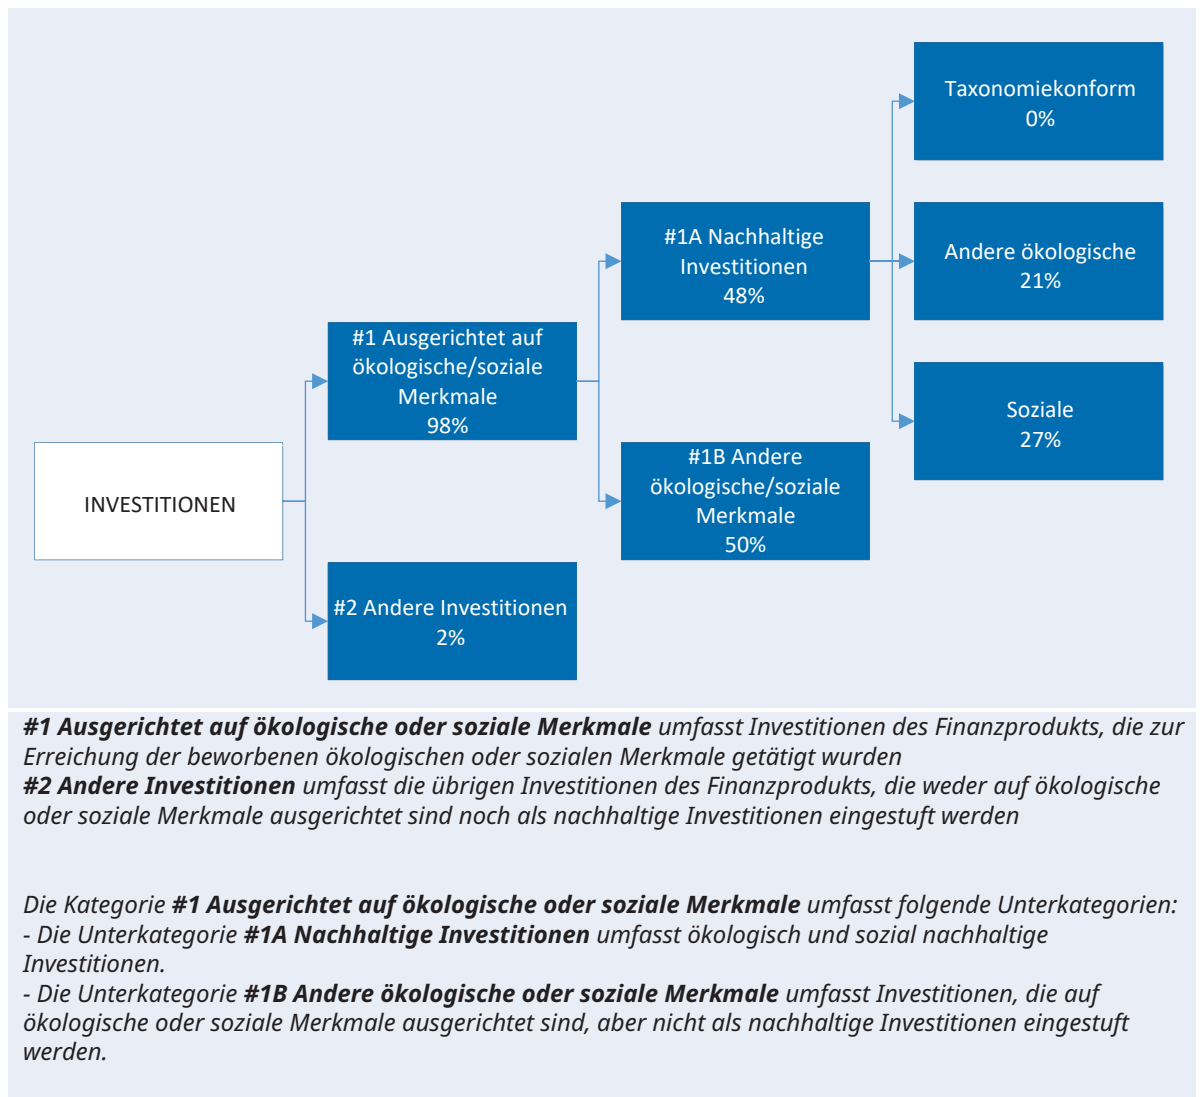 Taxonomiekonform
0%
#1A Nachhaltige
Investitionen
48%
Andere ökologische
21%
#1 Ausgerichtet auf
ökologische/soziale
Merkmale
98%
Soziale
27%
INVESTITIONEN
#1B Andere
ökologische/soziale
Merkmale
50%
#2 Andere Investitionen
2%
#1 Ausgerichtet auf ökologische oder soziale Merkmale umfasst Investitionen des Finanzprodukts, die zur
Erreichung der beworbenen ökologischen oder sozialen Merkmale getätigt wurden
#2 Andere Investitionen umfasst die übrigen Investitionen des Finanzprodukts, die weder auf ökologische
oder soziale Merkmale ausgerichtet sind noch als nachhaltige Investitionen eingestuft werden
Die Kategorie #1 Ausgerichtet auf ökologische oder soziale Merkmale umfasst folgende Unterkategorien:
- Die Unterkategorie #1A Nachhaltige Investitionen umfasst ökologisch und sozial nachhaltige
Investitionen.
- Die Unterkategorie #1B Andere ökologische oder soziale Merkmale umfasst Investitionen, die auf
ökologische oder soziale Merkmale ausgerichtet sind, aber nicht als nachhaltige Investitionen eingestuft
werden.